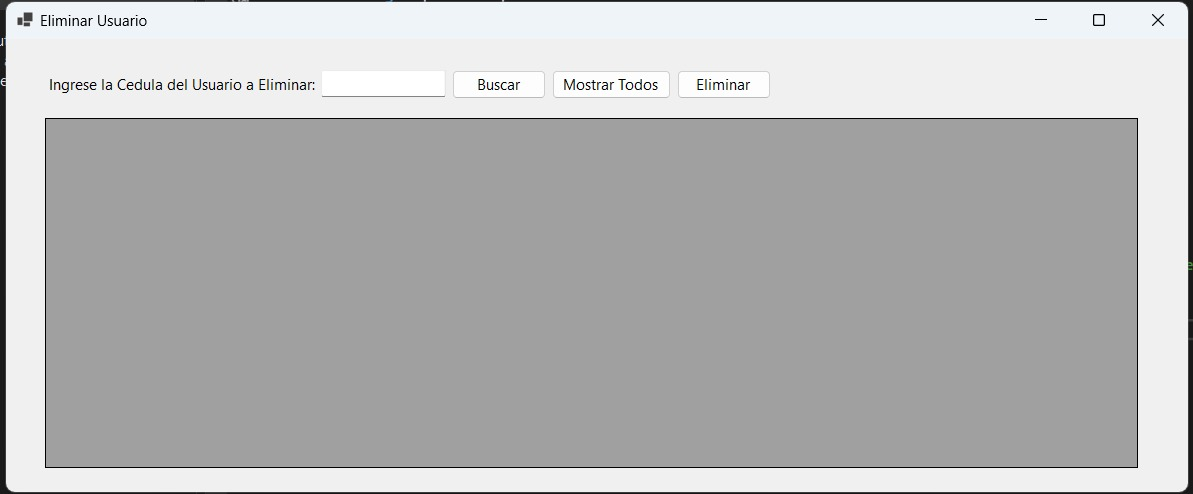 Eliminar Usuario
Ingrese la Cedula del Usuario a Eliminar: Buscar Mostrar Todos Eliminar